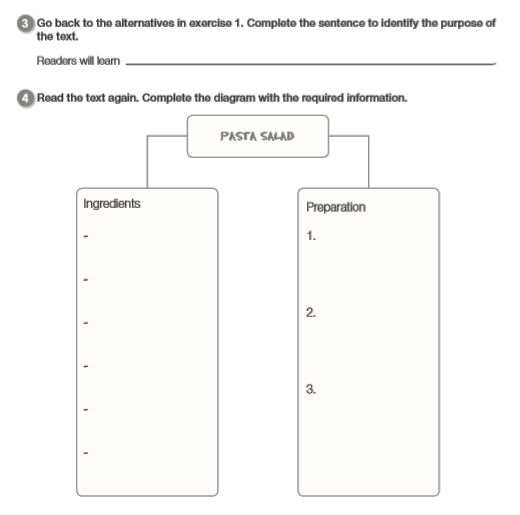 3 Go back to the alternatives in exercise 1. Complete the sentence to identify the purpose of
the text.
Readers will learn ______________________________.
4 Read the text again. Complete the diagram with the required information.
PASTA SALAD
Ingredients
-
-
-
-
-
-
Preparation
1.
2.
3.